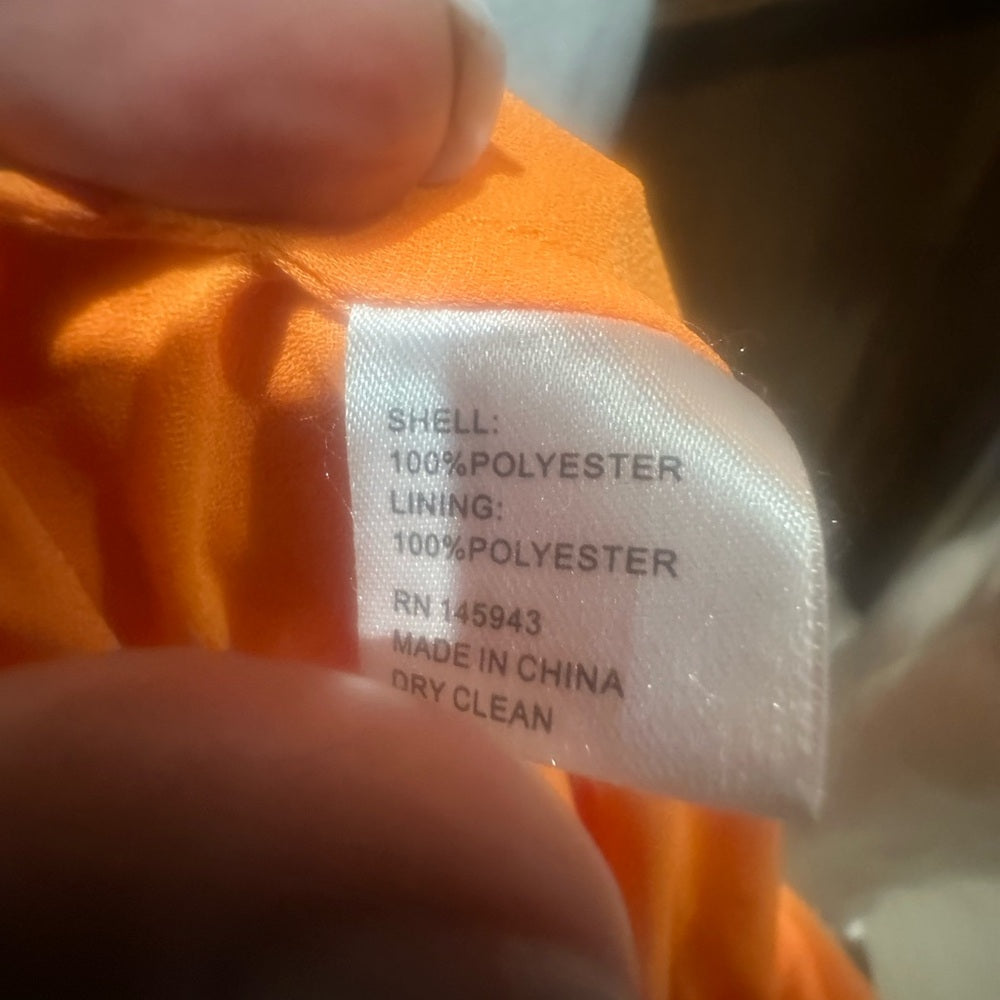 SHELL:
100%POLYESTER
LINING:
100%POLYESTER
RN 145943
MADE IN CHINA
DRY CLEAN